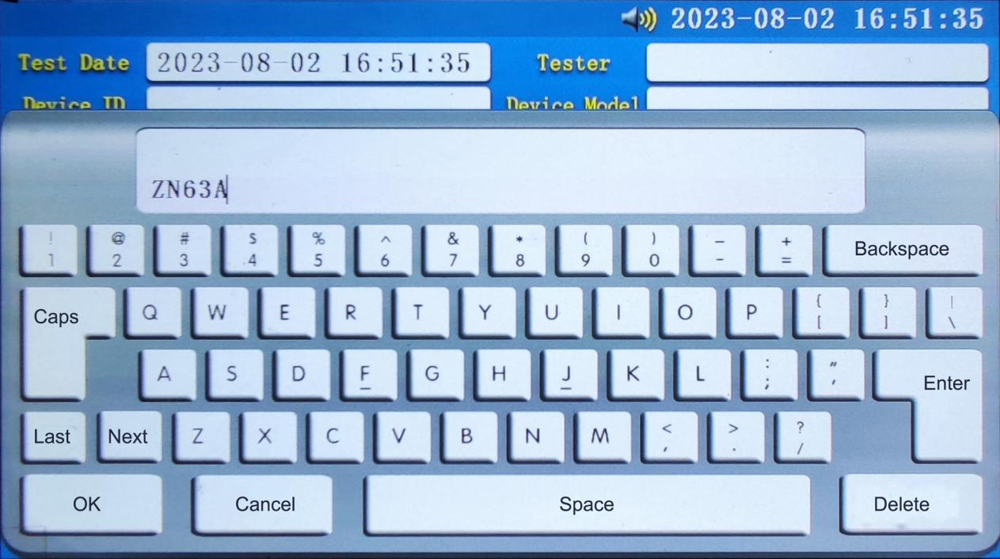 2023-08-02 16:51:35
Test Date 2023-08-02 16:51:35 Tester
Device ID Device Model
ZN63A
! @ # $ % ^ & * ( ) — +
1 2 3 4 5 6 7 8 9 0 - = Backspace
Caps Q W E R T Y U I O P { } |
[ ] \
A S D F G H J K L : "
; ' Enter
Last Next Z X C V B N M < > ?
, . /
OK Cancel Space Delete